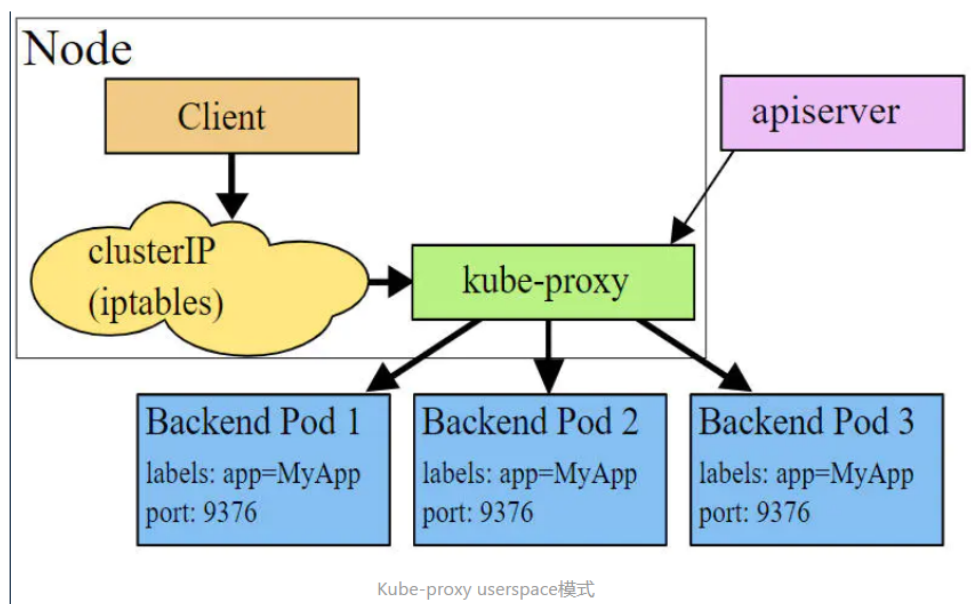 Node
Client
apiserver
clusterIP
(iptables)
kube-proxy
Backend Pod 1
labels: app=MyApp
port: 9376
Backend Pod 2
labels: app=MyApp
port: 9376
Backend Pod 3
labels: app=MyApp
port: 9376
Kube-proxy userspace模式